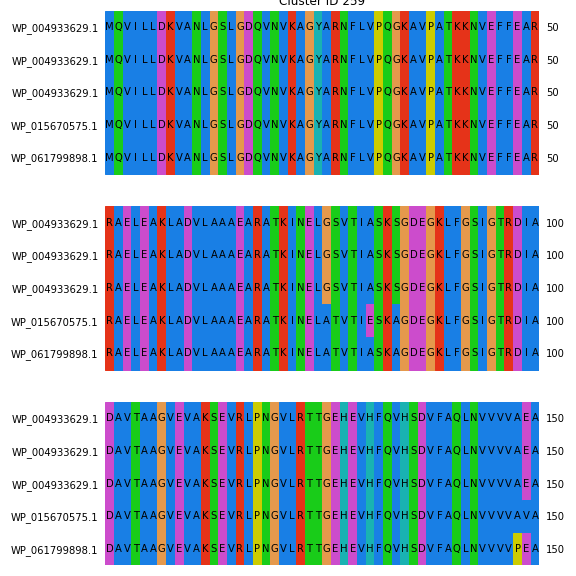 Cluster ID 259
WP_004933629.1 MQVILLDKVANLGSLGDQVNVKAGYARNFLVPQGKAVPATKKNVEFFEAR 50
WP_004933629.1 MQVILLDKVANLGSLGDQVNVKAGYARNFLVPQGKAVPATKKNVEFFEAR 50
WP_004933629.1 MQVILLDKVANLGSLGDQVNVKAGYARNFLVPQGKAVPATKKNVEFFEAR 50
WP_015670575.1 MQVILLDKVANLGSLGDQVNVKAGYARNFLVPQGKAVPATKKNVEFFEAR 50
WP_061799898.1 MQVILLDKVANLGSLGDQVNVKAGYARNFLVPQGKAVPATKKNVEFFEAR 50
WP_004933629.1 RAELEAKLADVLAAAEARATKINELGSVTIASKSGDEGKLFGSIGTRDIA 100
WP_004933629.1 RAELEAKLADVLAAAEARATKINELGSVTIASKSGDEGKLFGSIGTRDIA 100
WP_004933629.1 RAELEAKLADVLAAAEARATKINELGSVTIASKSGDEGKLFGSIGTRDIA 100
WP_015670575.1 RAELEAKLADVLAAAEARATKINELATVTIESKAGDEGKLFGSIGTRDIA 100
WP_061799898.1 RAELEAKLADVLAAAEARATKINELATVTIASKAGDEGKLFGSIGTRDIA 100
WP_004933629.1 DAVTAAGVEVAKSEVRLPNGVLRTTGEHEVHFQVHSDVFAQLNVVVVAEA 150
WP_004933629.1 DAVTAAGVEVAKSEVRLPNGVLRTTGEHEVHFQVHSDVFAQLNVVVVAEA 150
WP_004933629.1 DAVTAAGVEVAKSEVRLPNGVLRTTGEHEVHFQVHSDVFAQLNVVVVAEA 150
WP_015670575.1 DAVTAAGVEVAKSEVRLPNGVLRTTGEHEVHFQVHSDVFAQLNVVVVAVA 150
WP_061799898.1 DAVTAAGVEVAKSEVRLPNGVLRTTGEHEVHFQVHSDVFAQLNVVVVPEA 150